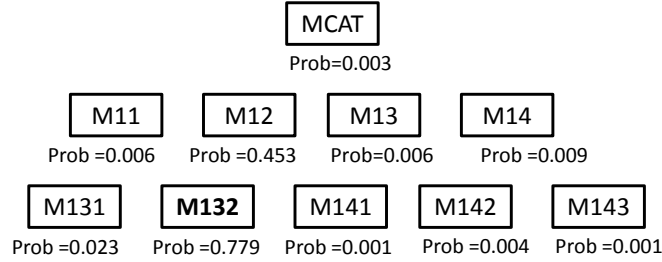 MCAT
Prob=0.003
M11 M12 M13 M14
Prob =0.006 Prob =0.453 Prob=0.006 Prob =0.009
M131 M132 M141 M142 M143
Prob =0.023 Prob =0.779 Prob =0.001 Prob =0.004 Prob =0.001